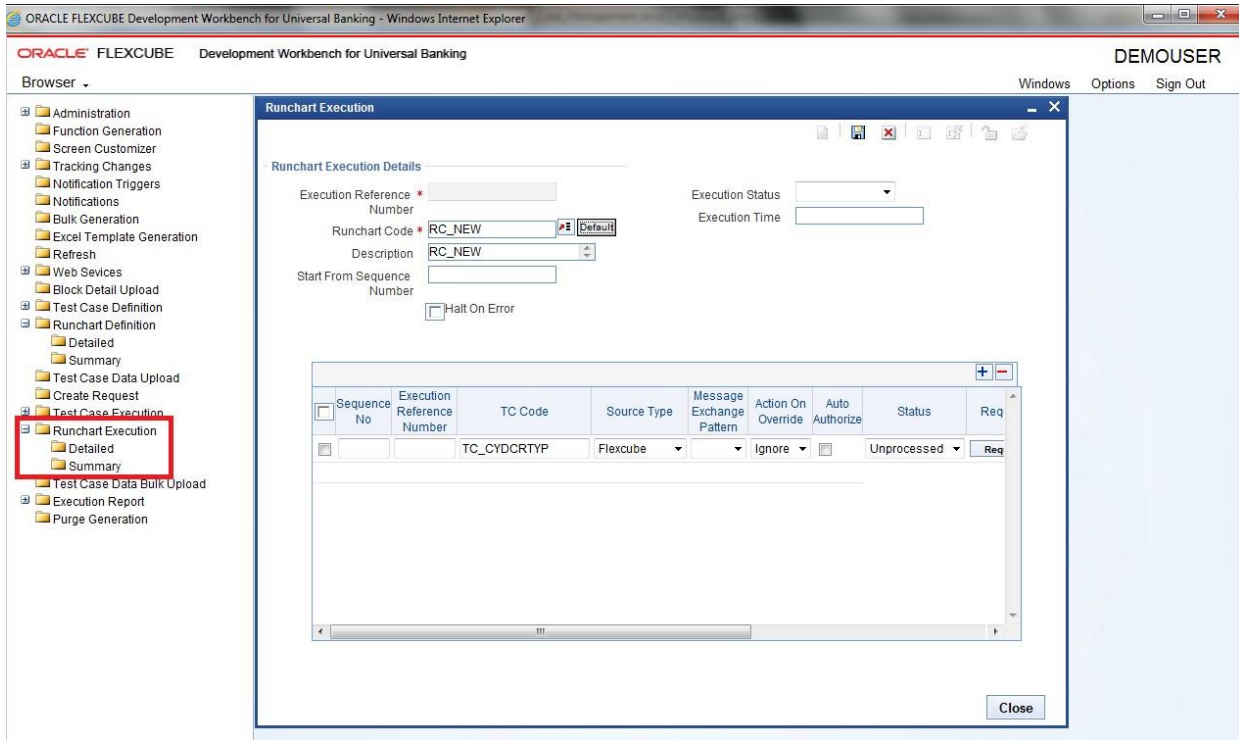 ORACLE FLEXCUBE Development Workbench for Universal Banking - Windows Internet Explorer
ORACLE FLEXCUBE Development Workbench for Universal Banking
DEMOUSER
Browser
Windows Options Sign Out
Administration
Function Generation
Screen Customizer
Tracking Changes
Notification Triggers
Notifications
Bulk Generation
Excel Template Generation
Refresh
Web Sevices
Block Detail Upload
Test Case Definition
Runchart Definition
Detailed
Summary
Test Case Data Upload
Create Request
Test Case Execution
Runchart Execution
Detailed
Summary
Test Case Data Bulk Upload
Execution Report
Purge Generation
Runchart Execution
Runchart Execution Details
Execution Reference *
Number
Runchart Code * RC_NEW Default
Description RC_NEW
Start From Sequence
Number
Halt On Error
Execution Status
Execution Time
Sequence No
Execution Reference Number
TC Code
Source Type
Message Exchange Pattern
Action On Override
Auto Authorize
Status
Req
TC_CYDCRTYP Flexcube Ignore Unprocessed Req
Close